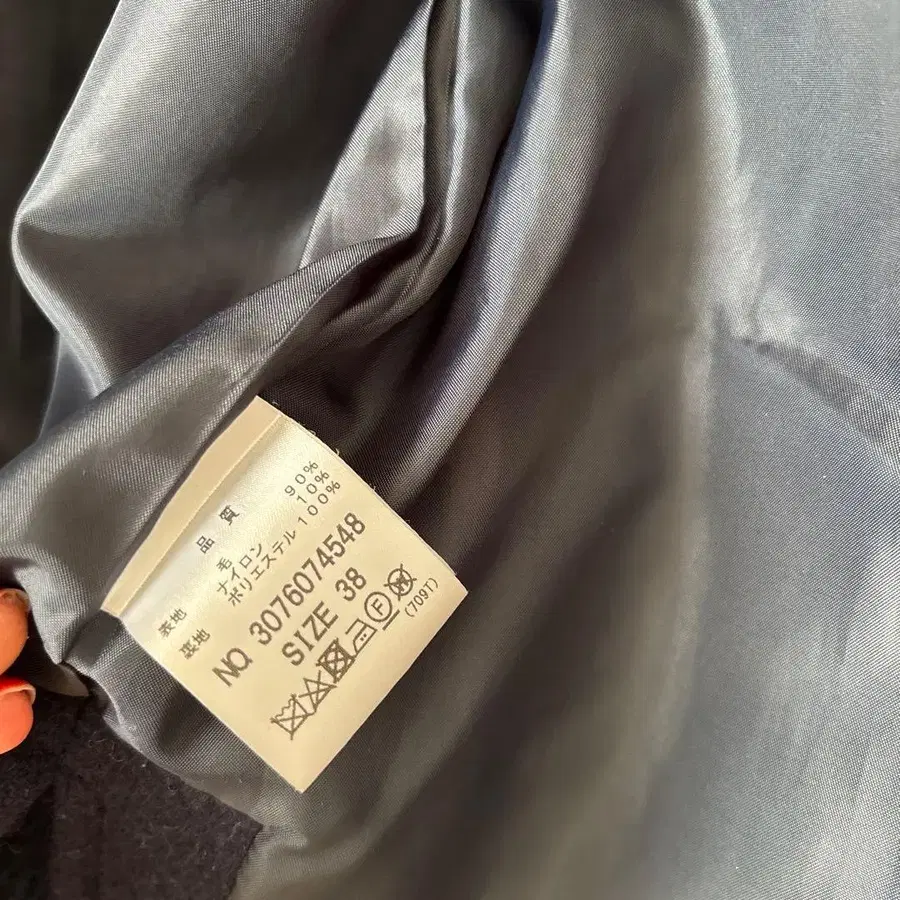 品質
表地 毛 90%
ナイロン 10%
裏地 ポリエステル 100%
NO. 3076074548
SIZE 38
F W
(709T)